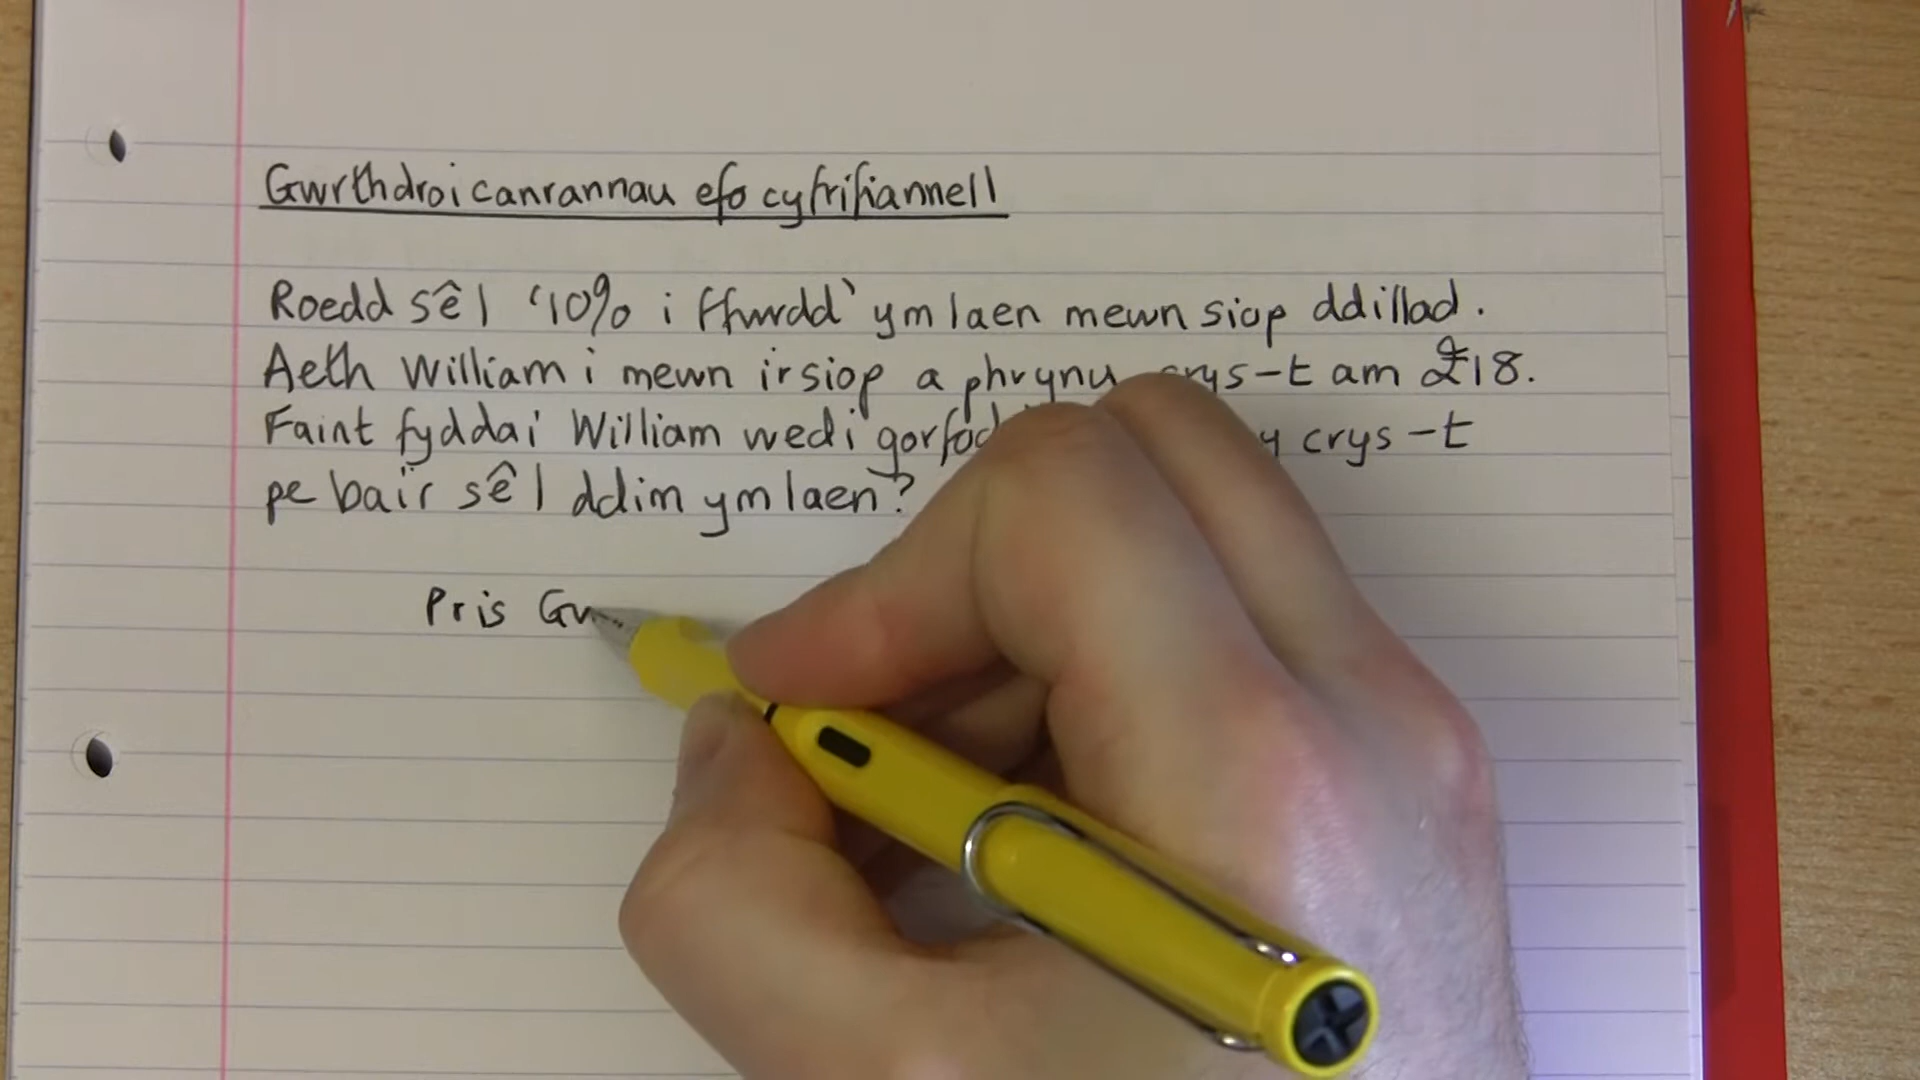 Gwrthdroi canrannau efo cyfrifiannell
Roedd sêl '10% i ffwrdd' ymlaen mewn siop ddillad.
Aeth William i mewn i'r siop a phrynu crys-t am £18.
Faint fyddai William wedi gorfod y crys-t
pe bai'r sêl ddim ymlaen?
Pris